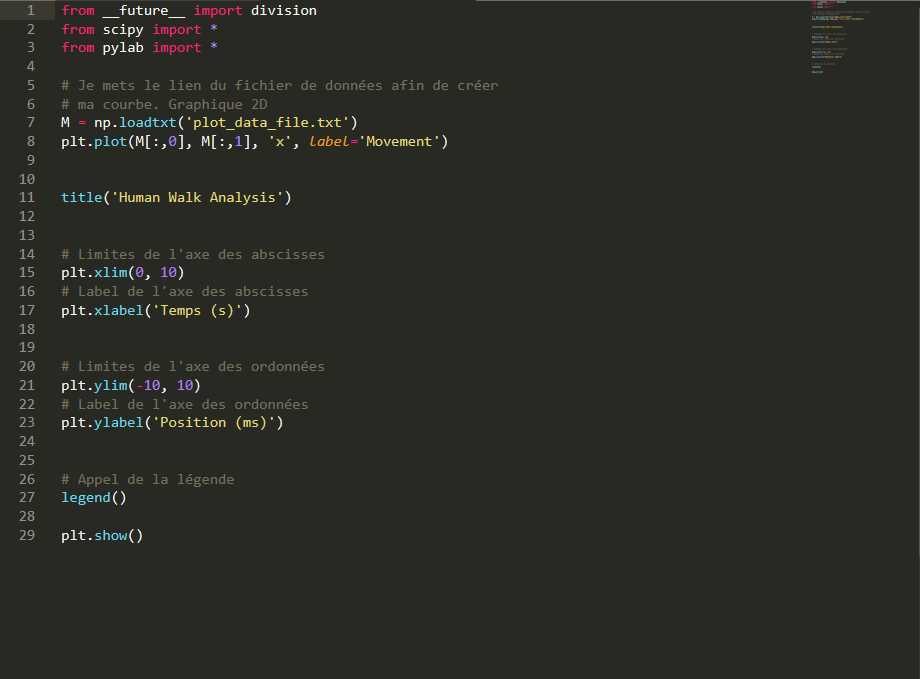 1 from __future__ import division
2 from scipy import *
3 from pylab import *
4
5 # Je mets le lien du fichier de données afin de créer
6 # ma courbe. Graphique 2D
7 M = np.loadtxt('plot_data_file.txt')
8 plt.plot(M[:,0], M[:,1], 'x', label='Movement')
9
10
11 title('Human Walk Analysis')
12
13
14 # Limites de l'axe des abscisses
15 plt.xlim(0, 10)
16 # Label de l'axe des abscisses
17 plt.xlabel('Temps (s)')
18
19
20 # Limites de l'axe des ordonnées
21 plt.ylim(-10, 10)
22 # Label de l'axe des ordonnées
23 plt.ylabel('Position (ms)')
24
25
26 # Appel de la légende
27 legend()
28
29 plt.show()